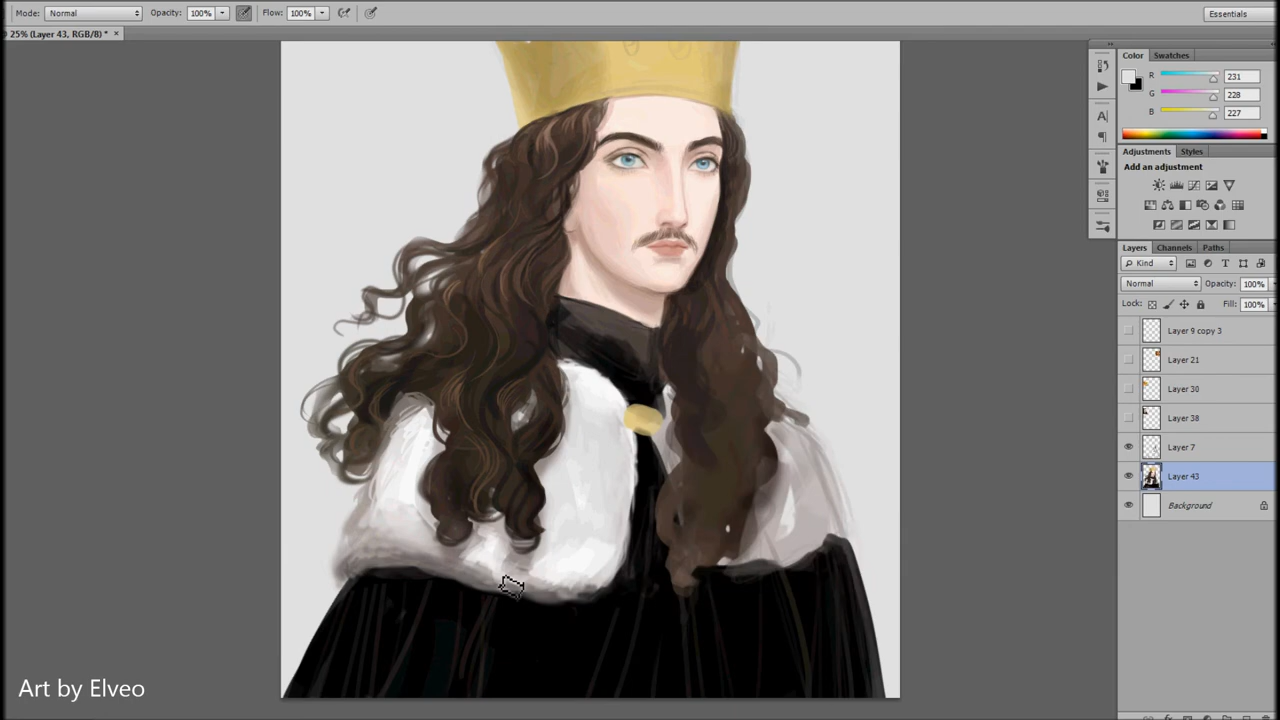 Mode: Normal Opacity: 100% Flow: 100% Essentials
25% (Layer 43, RGB/8) * ×
Color Swatches
R 231
G 228
B 227
Adjustments Styles
Add an adjustment
Layers Channels Paths
Kind
Normal Opacity: 100%
Lock: Fill: 100%
Layer 9 copy 3
Layer 21
Layer 30
Layer 38
Layer 7
Layer 43
Background
Art by Elveo